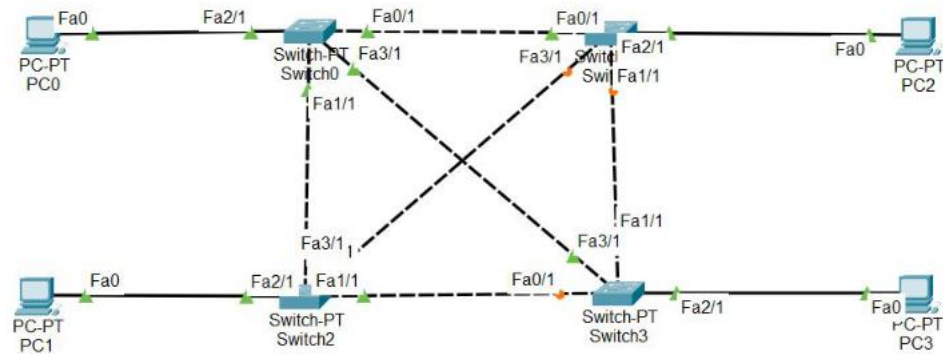 Fa0
Fa2/1
Fa0/1
Fa0/1
Fa2/1
Fa0
PC-PT
PC0
Switch-PT
Switch0
Fa3/1
Fa3/1
Fa1/1
PC-PT
PC2
Fa1/1
Fa1/1
Fa3/1
Fa3/1
Fa0
Fa2/1
Fa1/1
Fa0/1
Fa2/1
Fa0
PC-PT
PC1
Switch-PT
Switch2
Switch-PT
Switch3
PC-PT
PC3